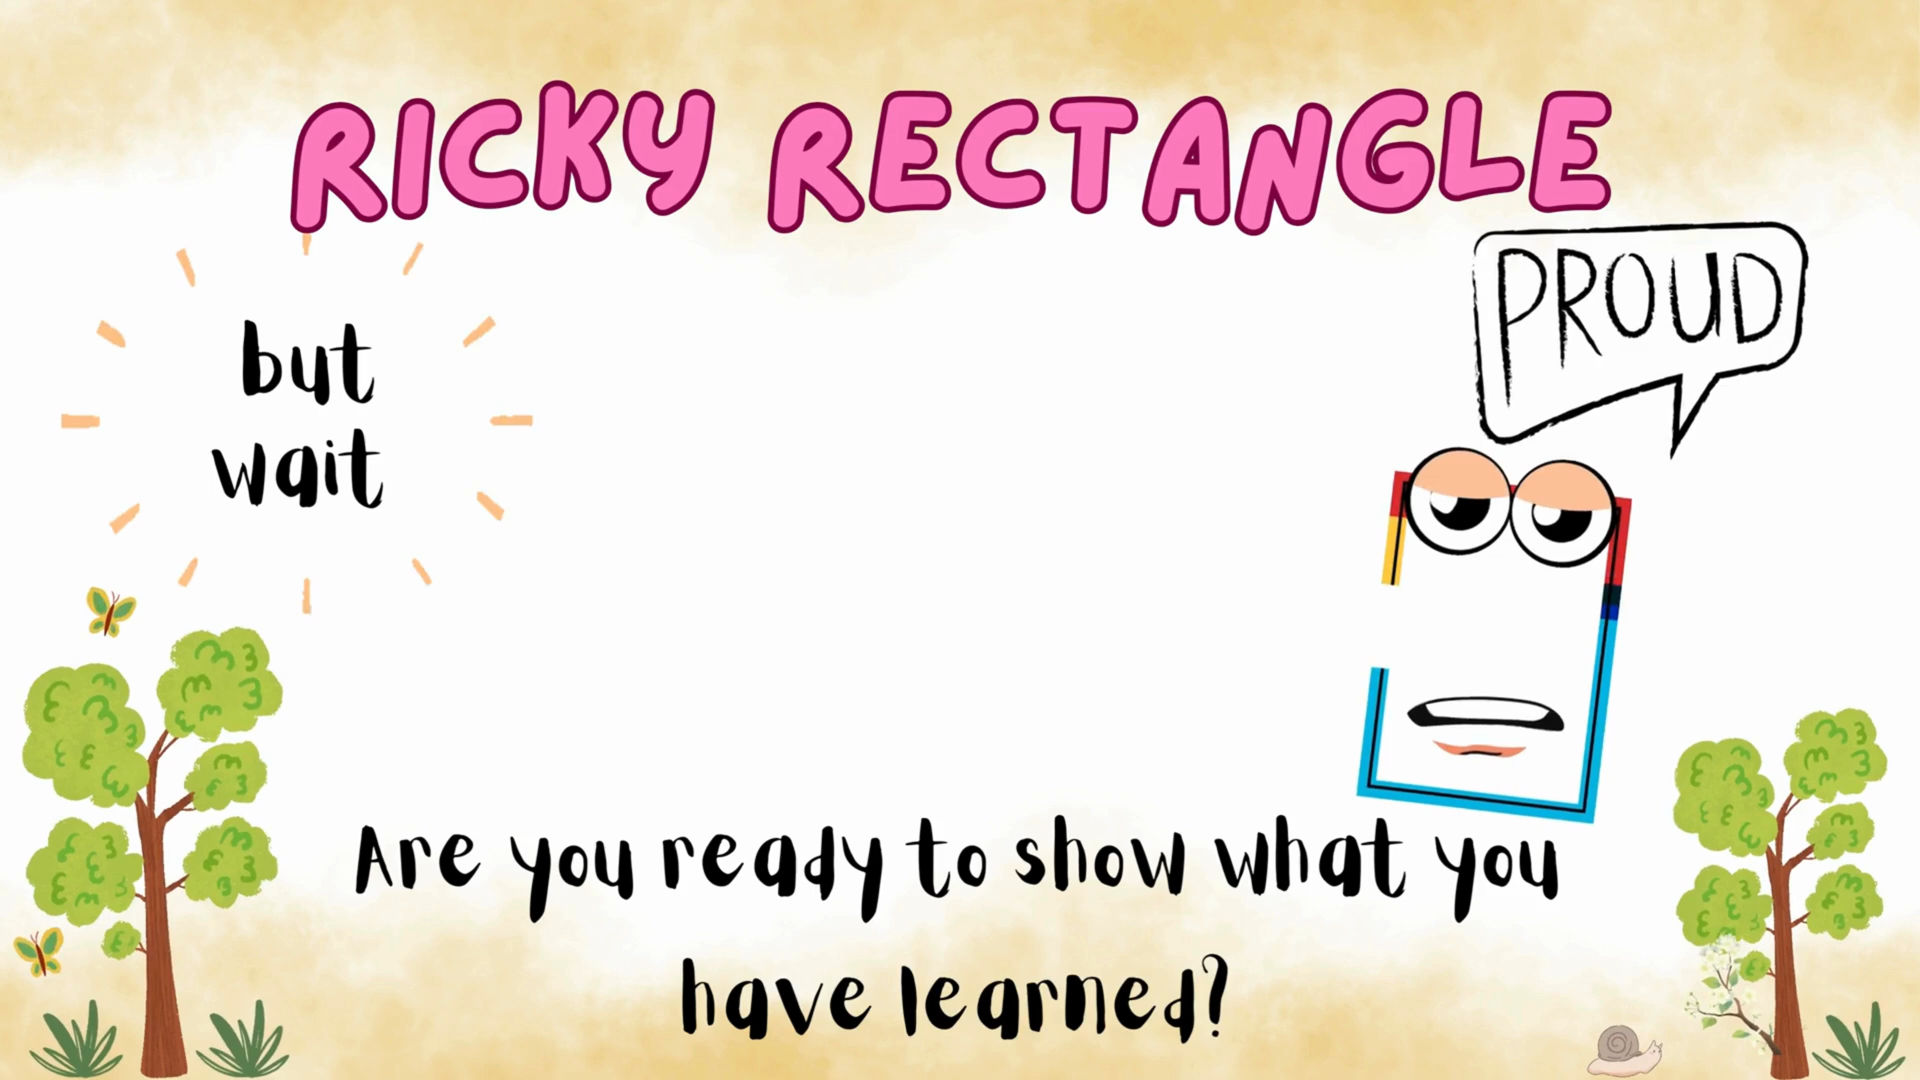 RICKY RECTANGLE
PROUD
but
wait
Are you ready to show what you
have learned?